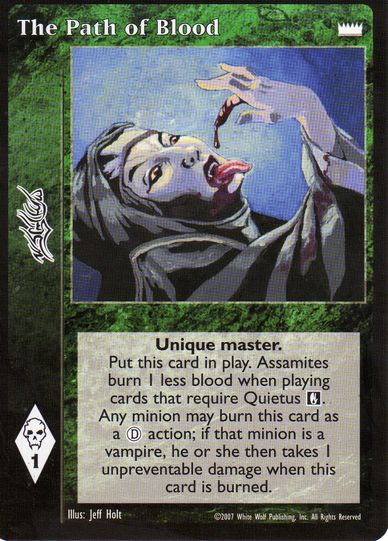 The Path of Blood
Unique master.
Put this card in play. Assamites
burn 1 less blood when playing
cards that require Quietus
Any minion may burn this card as
a Ⓓ action; if that minion is a
vampire, he or she then takes 1
unpreventable damage when this
card is burned.
1
Illus: Jeff Holt
©2007 White Wolf Publishing, Inc. All Rights Reserved